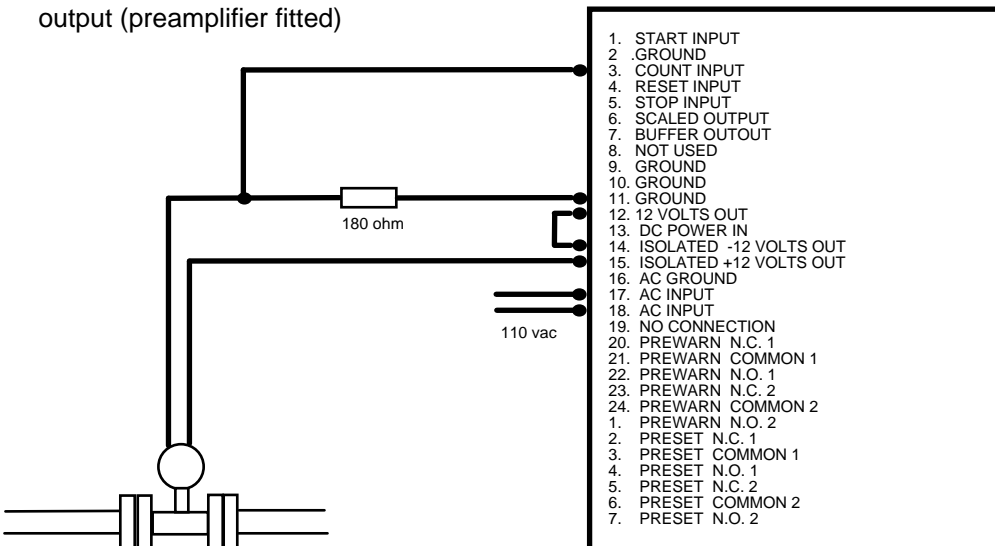 output (preamplifier fitted)
1. START INPUT
2 .GROUND
3. COUNT INPUT
4. RESET INPUT
5. STOP INPUT
6. SCALED OUTPUT
7. BUFFER OUTOUT
8. NOT USED
9. GROUND
10. GROUND
11. GROUND
12. 12 VOLTS OUT
13. DC POWER IN
14. ISOLATED -12 VOLTS OUT
15. ISOLATED +12 VOLTS OUT
16. AC GROUND
17. AC INPUT
18. AC INPUT
19. NO CONNECTION
20. PREWARN N.C. 1
21. PREWARN COMMON 1
22. PREWARN N.O. 1
23. PREWARN N.C. 2
24. PREWARN COMMON 2
1. PREWARN N.O. 2
2. PRESET N.C. 1
3. PRESET COMMON 1
4. PRESET N.O. 1
5. PRESET N.C. 2
6. PRESET COMMON 2
7. PRESET N.O. 2
180 ohm
110 vac